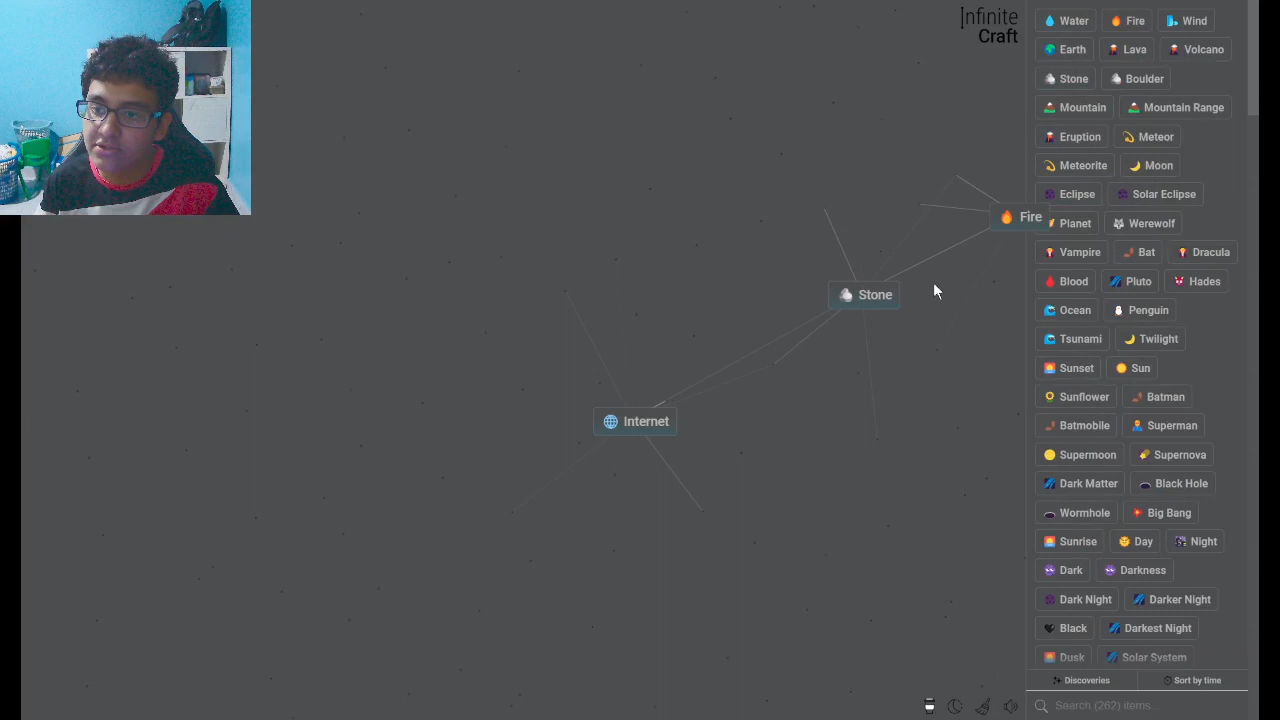 Infinite
Craft
Water Fire Wind
Earth Lava Volcano
Stone Boulder
Mountain Mountain Range
Eruption Meteor
Meteorite Moon
Eclipse Solar Eclipse
Fire
Planet Werewolf
Vampire Bat Dracula
Blood Pluto Hades
Stone
Ocean Penguin
Tsunami Twilight
Sunset Sun
Sunflower Batman
Internet
Batmobile Superman
Supermoon Supernova
Dark Matter Black Hole
Wormhole Big Bang
Sunrise Day Night
Dark Darkness
Dark Night Darker Night
Black Darkest Night
Dusk Solar System
Discoveries Sort by time
Search (262) items...